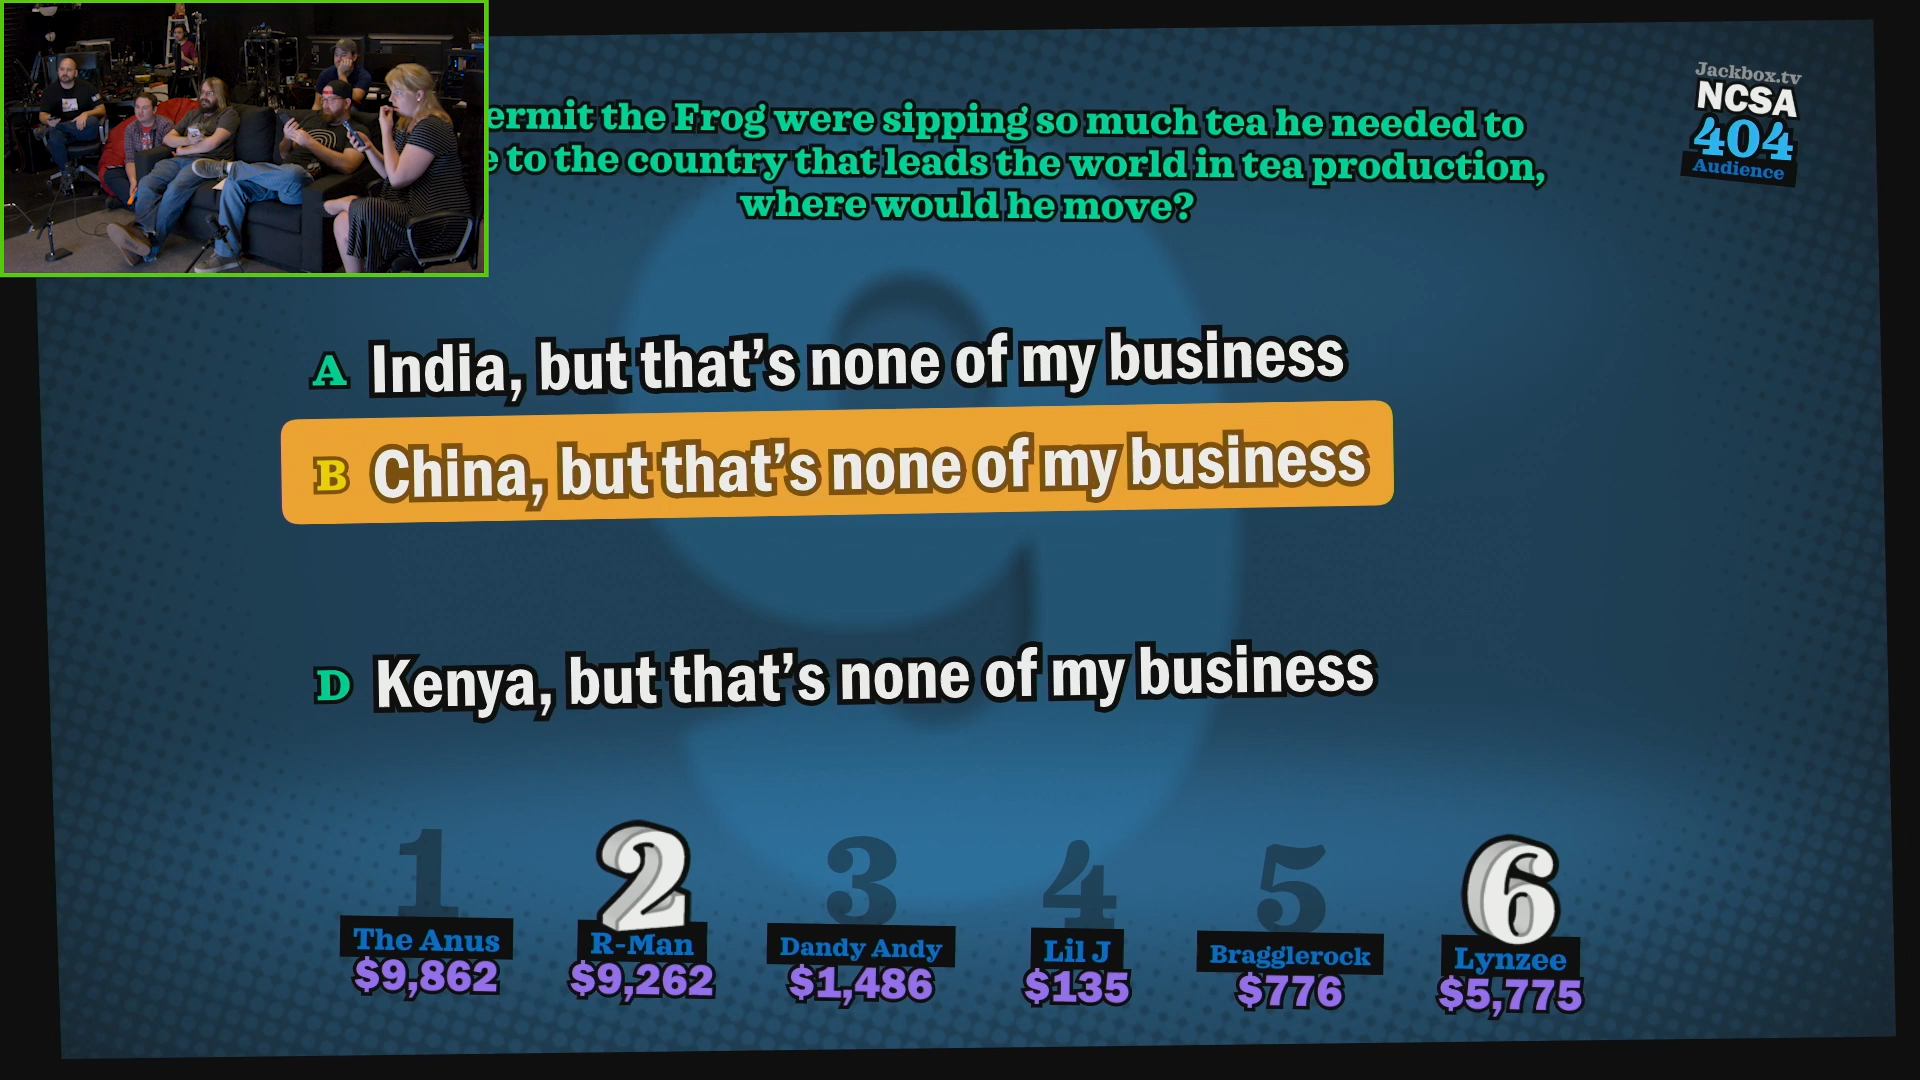 ermit the Frog were sipping so much tea he needed to
e to the country that leads the world in tea production,
where would he move?
Jackbox.tv
NCSA
404
Audience
A India, but that's none of my business
B China, but that's none of my business
D Kenya, but that's none of my business
1 2 3 4 5 6
The Anus R-Man Dandy Andy Lil J Bragglerock Lynzee
$9,862 $9,262 $1,486 $135 $776 $5,775